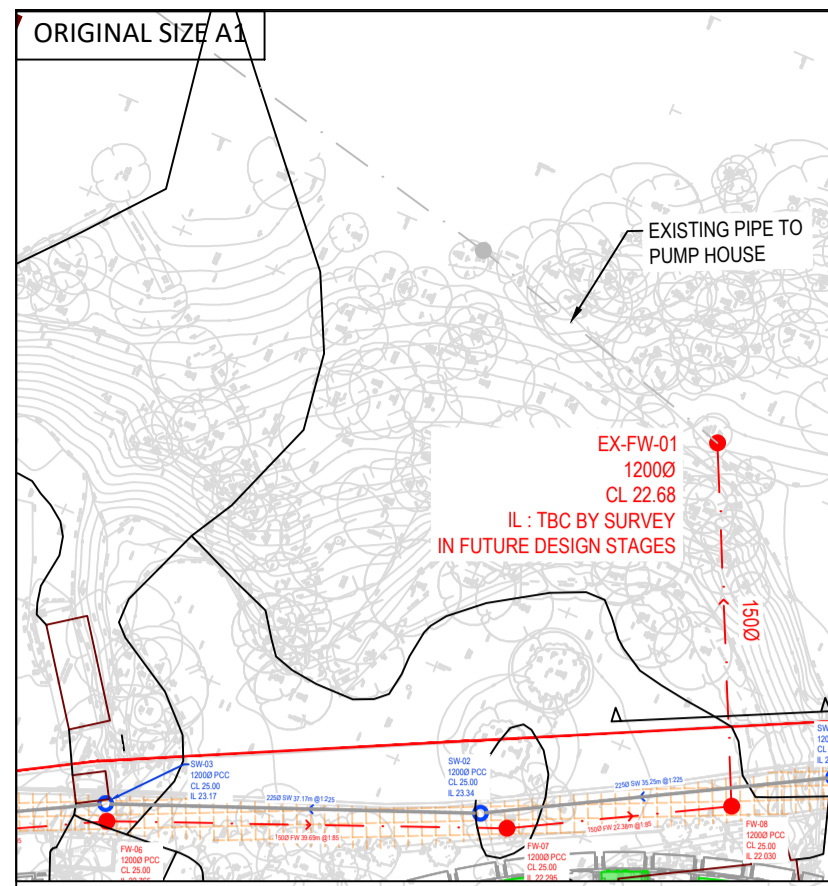 ORIGINAL SIZE A1
EXISTING PIPE TO
PUMP HOUSE
EX-FW-01
1200Ø
CL 22.68
IL : TBC BY SURVEY
IN FUTURE DESIGN STAGES
150Ø
SW-03
1200Ø PCC
CL 25.00
IL 23.17
225Ø SW 37.17m @1:225
SW-02
1200Ø PCC
CL 25.00
IL 23.34
225Ø SW 35.25m @1:225
150Ø FW 39.69m @1:85
150Ø FW 22.38m @1:85
FW-06
1200Ø PCC
CL 25.00
FW-07
1200Ø PCC
CL 25.00
IL 22.295
FW-08
1200Ø PCC
CL 25.00
IL 22.030